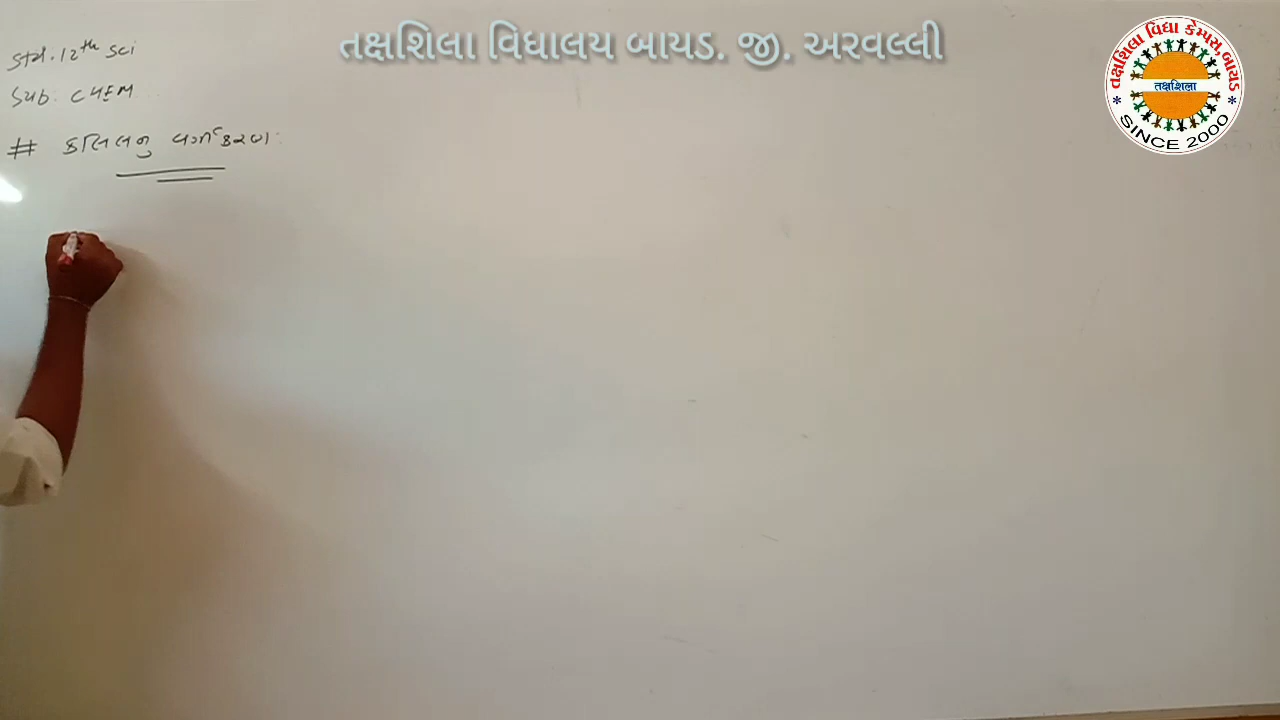 તક્ષશિલા વિધાલય બાયડ. જી. અરવલ્લી
તક્ષશિલા વિદ્યા કેમ્પસ, બાયડ
તક્ષશિલા
* SINCE 2000 *
ધોરણ. 12th sci
Sub. CHEM
# કલિલનુ વર્ગીકરણ: